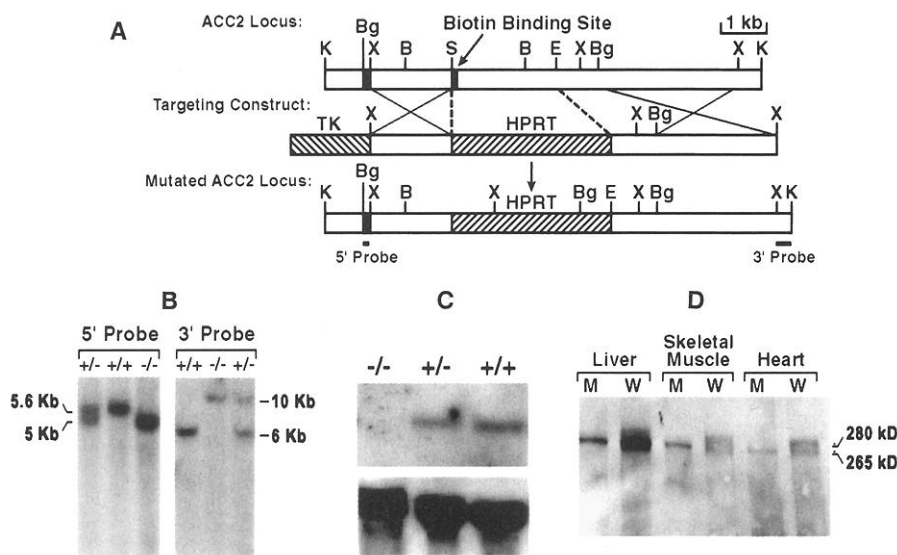 A
ACC2 Locus:
Biotin Binding Site
1 kb
K Bg X B S B E X Bg X K
Targeting Construct:
TK X HPRT X Bg X
Mutated ACC2 Locus:
K Bg X B X HPRT Bg E X Bg X K
5' Probe 3' Probe
B
5' Probe 3' Probe
+/- +/+ -/- +/+ -/- +/-
5.6 Kb
5 Kb
10 Kb
6 Kb
C
-/- +/- +/+
D
Liver Skeletal Muscle Heart
M W M W M W
280 kD
265 kD